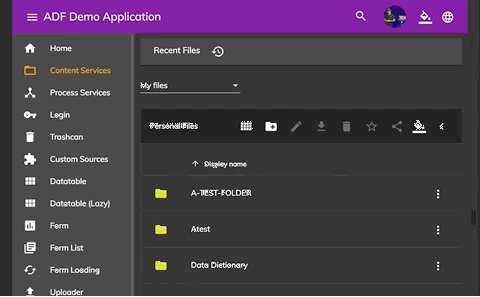 ADF Demo Application
Home
Content Services
Process Services
Login
Trashcan
Custom Sources
Datatable
Datatable (Lazy)
Form
Form List
Form Loading
Uploader
Recent Files
My files
Personal Files
Display name
A-TEST-FOLDER
Atest
Data Dictionary